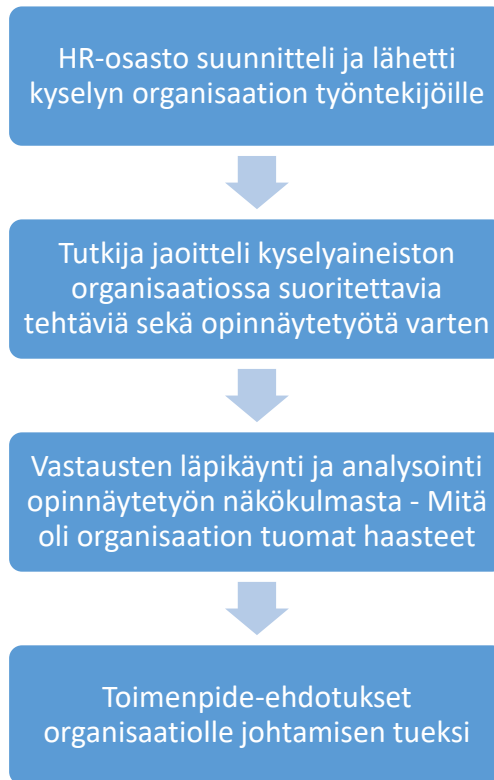 HR-osasto suunnitteli ja lähetti
kyselyn organisaation työntekijöille
Tutkija jaoitteli kyselyaineiston
organisaatiossa suoritettavia
tehtäviä sekä opinnäytetyötä varten
Vastausten läpikäynti ja analysointi
opinnäytetyön näkökulmasta - Mitä
oli organisaation tuomat haasteet
Toimenpide-ehdotukset
organisaatiolle johtamisen tueksi